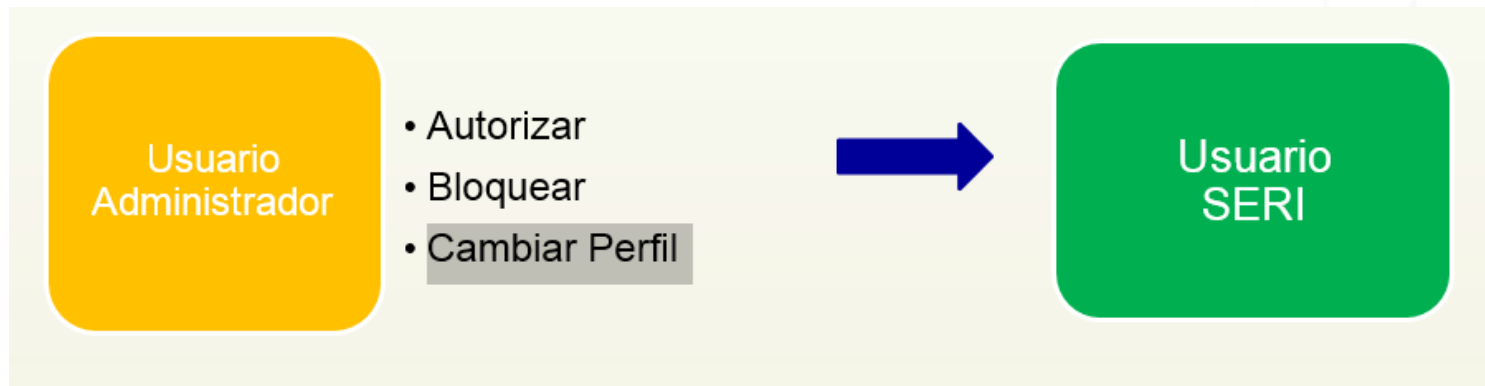 Usuario
Administrador
• Autorizar
• Bloquear
• Cambiar Perfil
Usuario
SERI